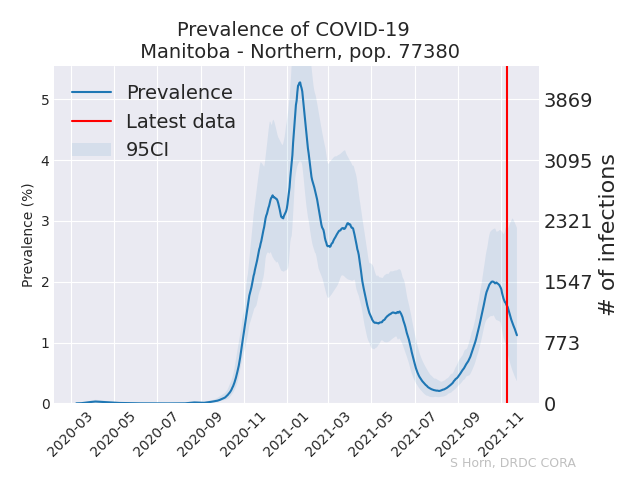 Prevalence of COVID-19
Manitoba - Northern, pop. 77380
Prevalence
Latest data
95CI
Prevalence (%)
5
4
3
2
1
0
3869
3095
2321
1547
773
0
# of infections
2020-03
2020-05
2020-07
2020-09
2020-11
2021-01
2021-03
2021-05
2021-07
2021-09
2021-11
S Horn, DRDC CORA